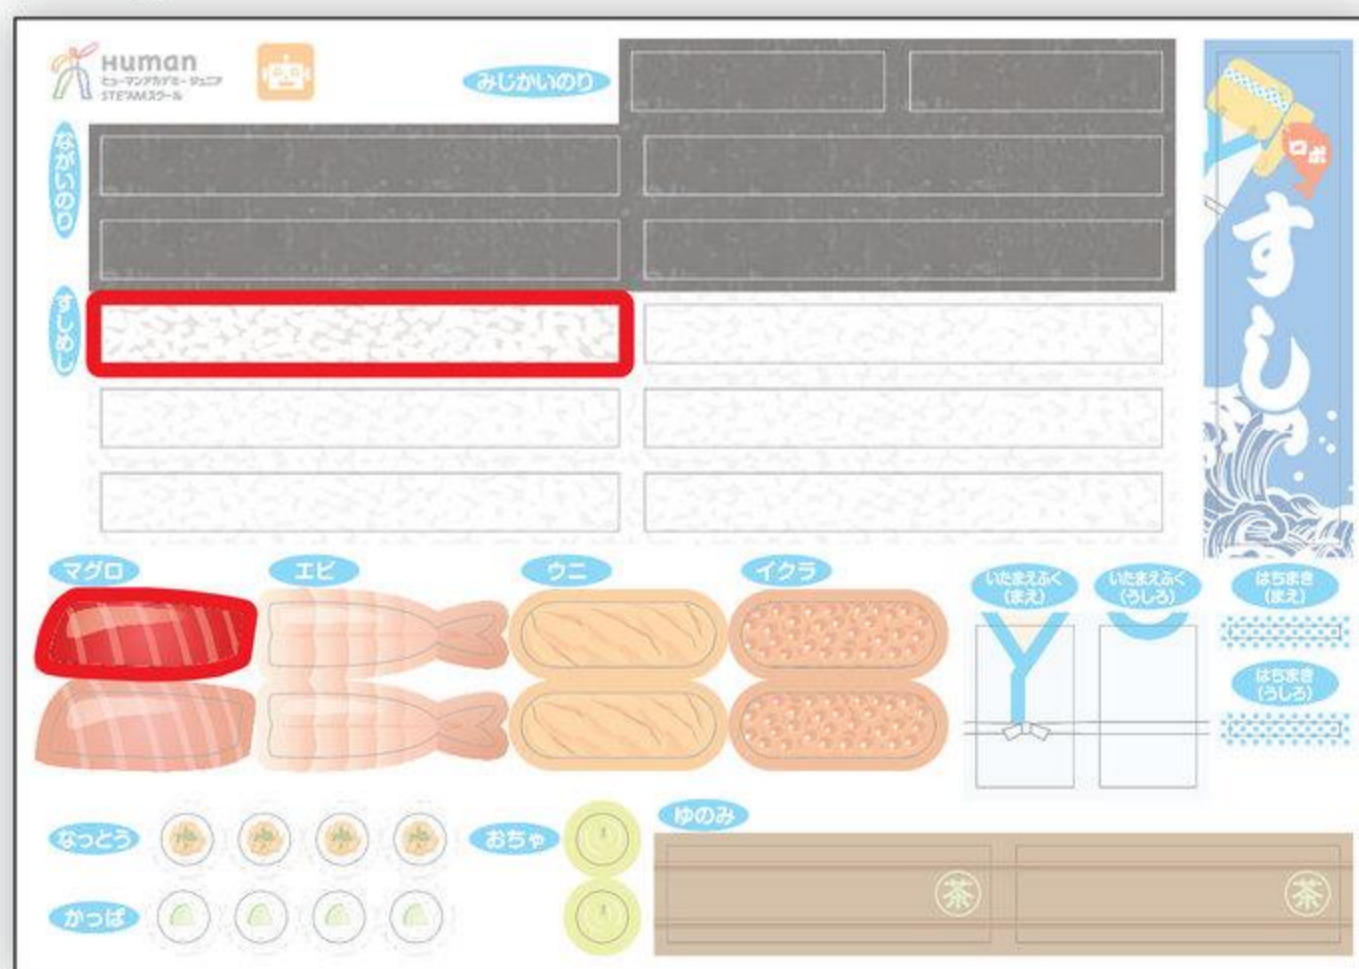 Human
ヒューマンアカデミー ジュニア
STEAMスクール
みじかいのり
ながいのり
すしめし
ロボ
すしっ
マグロ
エビ
ウニ
イクラ
いたまえふく
(まえ)
いたまえふく
(うしろ)
はちまき
(まえ)
はちまき
(うしろ)
なっとう
おちゃ
ゆのみ
茶
茶
かっぱ